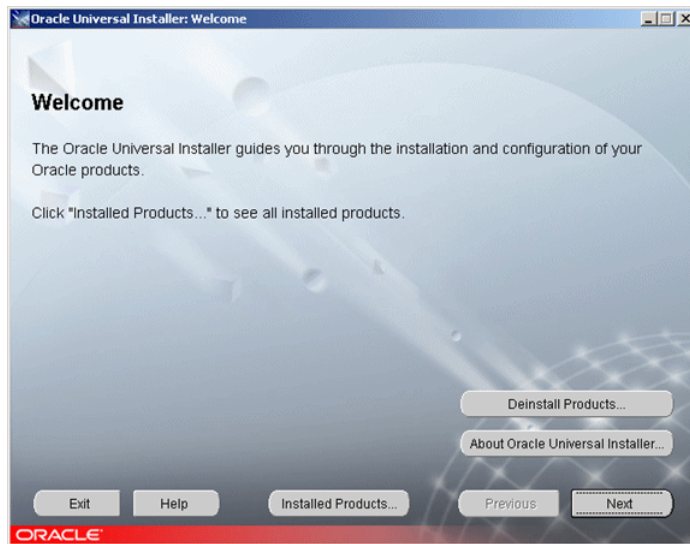 Oracle Universal Installer: Welcome
Welcome
The Oracle Universal Installer guides you through the installation and configuration of your
Oracle products.
Click "Installed Products..." to see all installed products.
Deinstall Products...
About Oracle Universal Installer...
Exit Help Installed Products... Previous Next
ORACLE